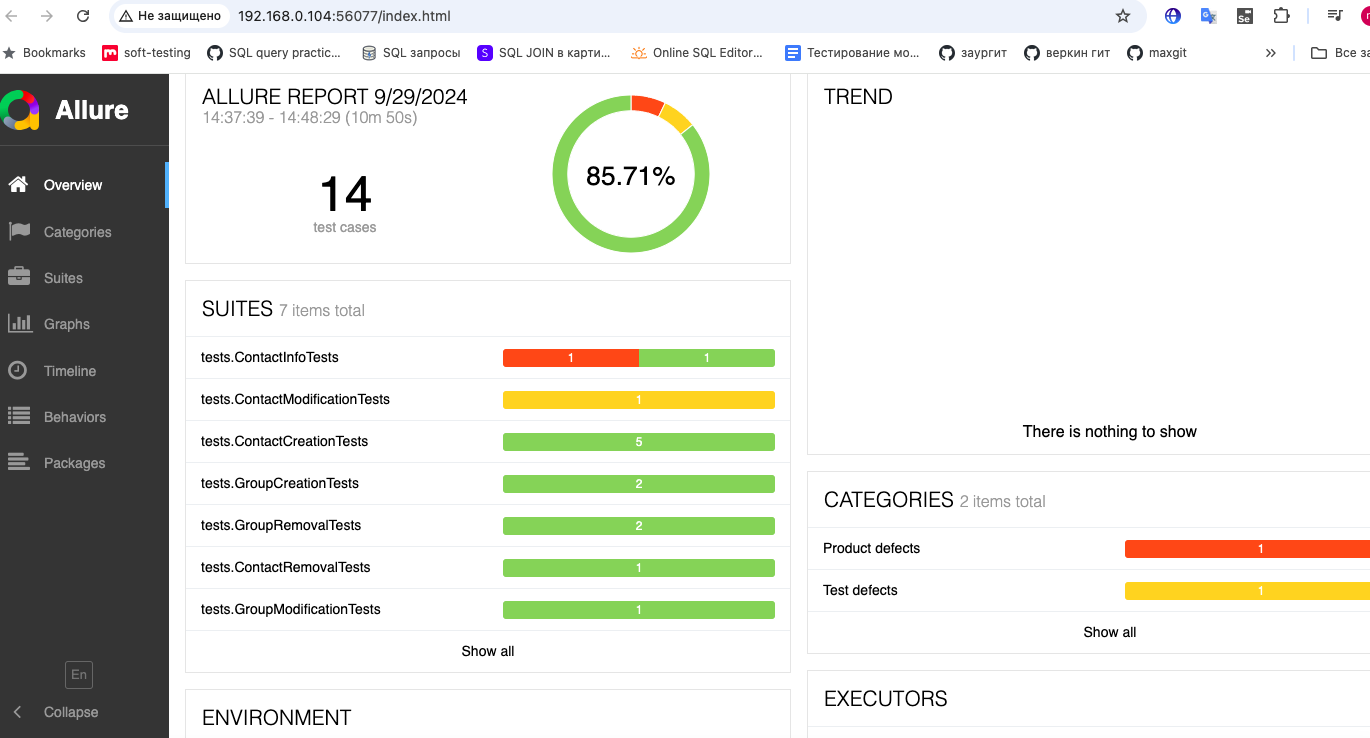 Не защищено 192.168.0.104:56077/index.html
Bookmarks soft-testing SQL query practic... SQL запросы S SQL JOIN в карти... Online SQL Editor... Тестирование мо... заургит веркин гит maxgit » Все за
Allure
Overview
Categories
Suites
Graphs
Timeline
Behaviors
Packages
En
Collapse
ALLURE REPORT 9/29/2024
14:37:39 - 14:48:29 (10m 50s)
14
test cases
85.71%
SUITES 7 items total
tests.ContactInfoTests 1 1
tests.ContactModificationTests 1
tests.ContactCreationTests 5
tests.GroupCreationTests 2
tests.GroupRemovalTests 2
tests.ContactRemovalTests 1
tests.GroupModificationTests 1
Show all
ENVIRONMENT
TREND
There is nothing to show
CATEGORIES 2 items total
Product defects 1
Test defects 1
Show all
EXECUTORS